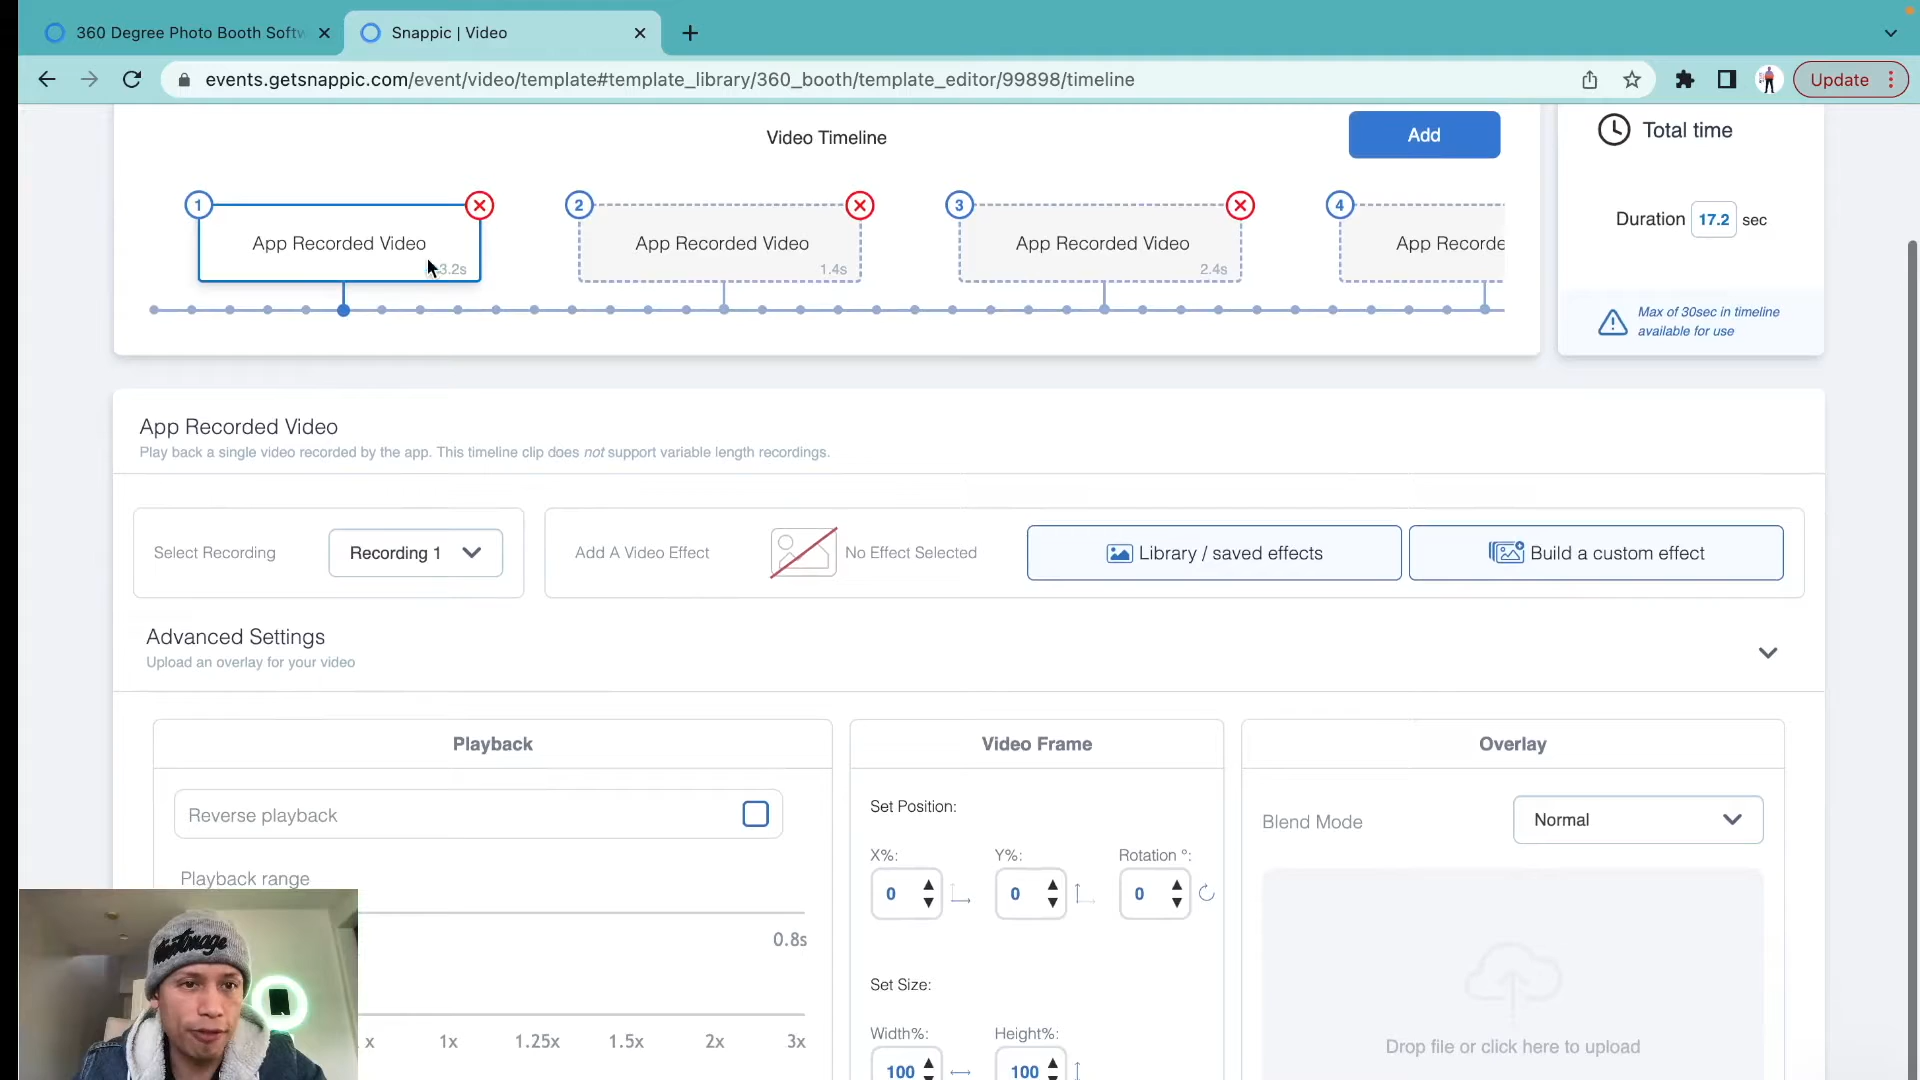 360 Degree Photo Booth Softw
Snappic | Video
events.getsnappic.com/event/video/template#template_library/360_booth/template_editor/99898/timeline
Update
Video Timeline
Add
Total time
1
2
3
4
App Recorded Video
App Recorded Video
App Recorded Video
App Recorde
3.2s
1.4s
2.4s
Duration 17.2 sec
Max of 30sec in timeline
available for use
App Recorded Video
Play back a single video recorded by the app. This timeline clip does not support variable length recordings.
Select Recording
Recording 1
Add A Video Effect
No Effect Selected
Library / saved effects
Build a custom effect
Advanced Settings
Upload an overlay for your video
Playback
Video Frame
Overlay
Reverse playback
Set Position:
Blend Mode
Normal
X%:
Y%:
Rotation °:
Playback range
0
0
0
0.8s
Set Size:
Width%:
Height%:
x
1x
1.25x
1.5x
2x
3x
100
100
Drop file or click here to upload